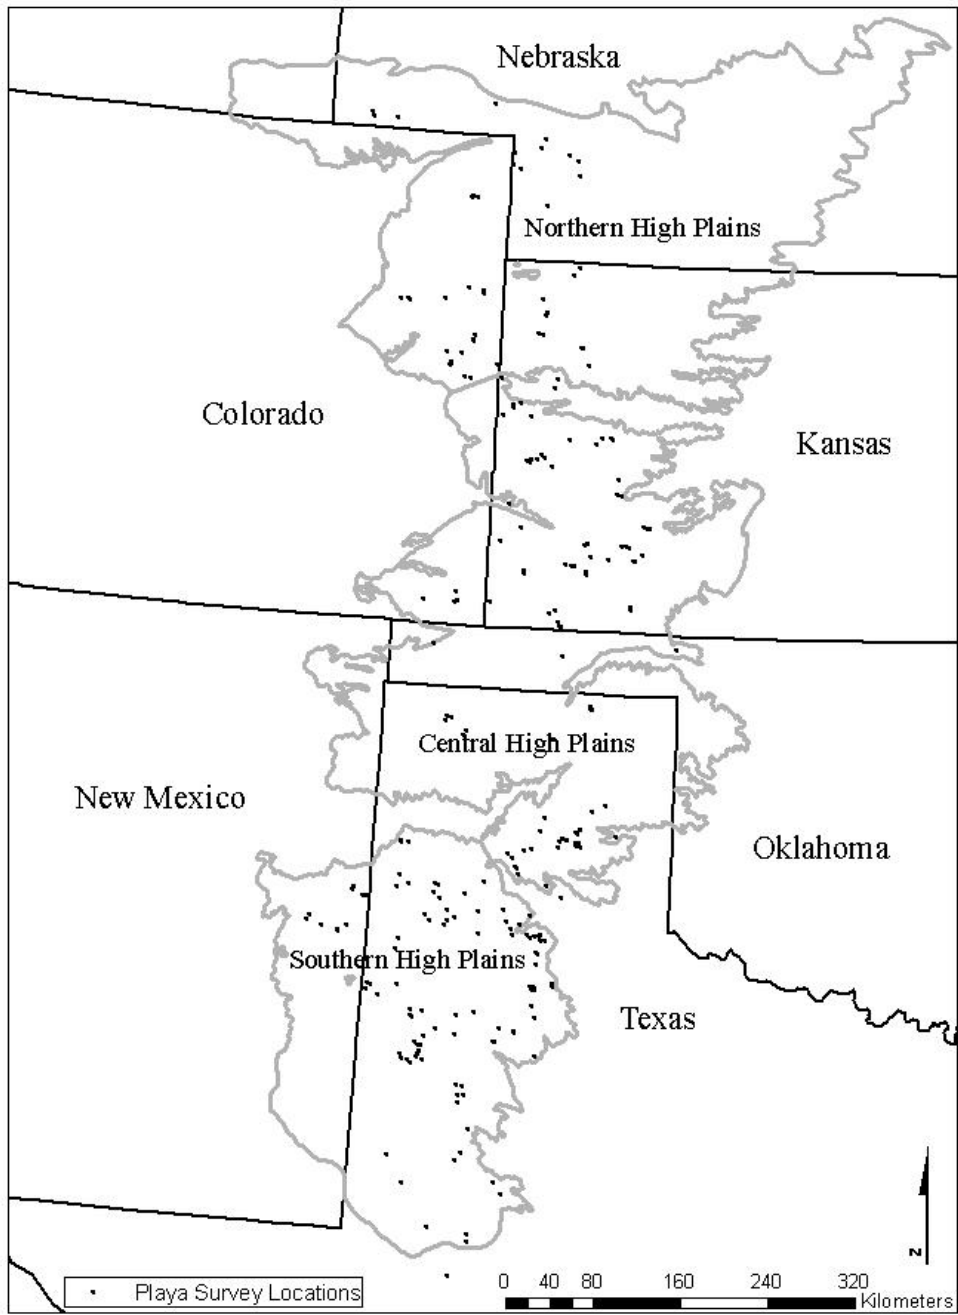 Nebraska
Northern High Plains
Colorado
Kansas
Central High Plains
New Mexico
Oklahoma
Southern High Plains
Texas
N
Playa Survey Locations
0 40 80 160 240 320
Kilometers